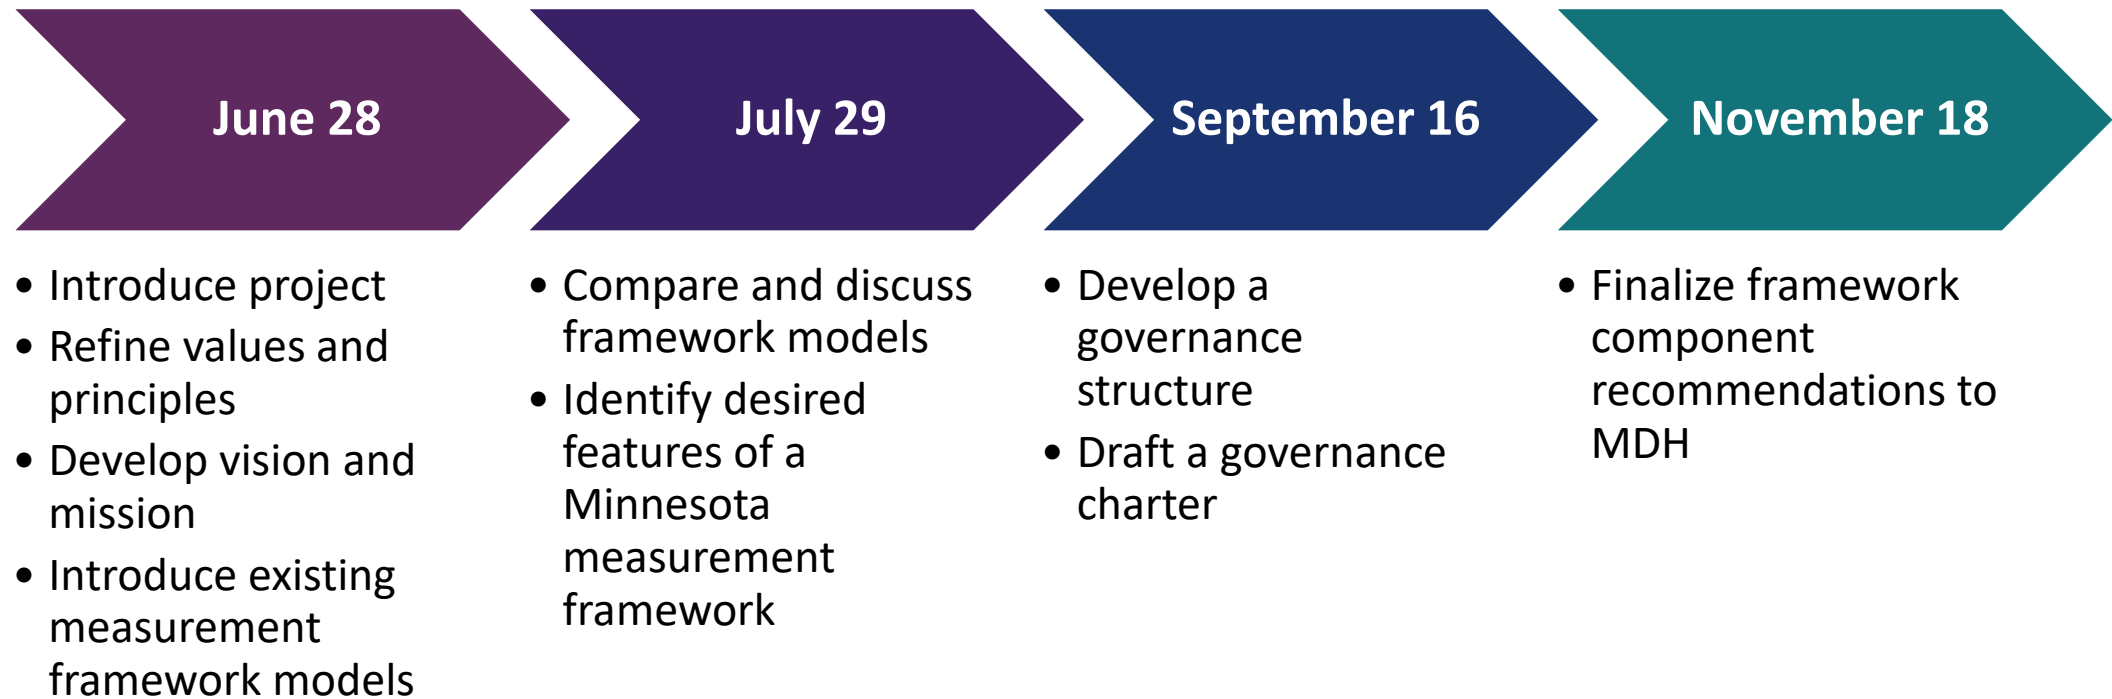 June 28
• Introduce project
• Refine values and
principles
• Develop vision and
mission
• Introduce existing
measurement
framework models
July 29
• Compare and discuss
framework models
• Identify desired
features of a
Minnesota
measurement
framework
September 16
• Develop a
governance
structure
• Draft a governance
charter
November 18
• Finalize framework
component
recommendations to
MDH